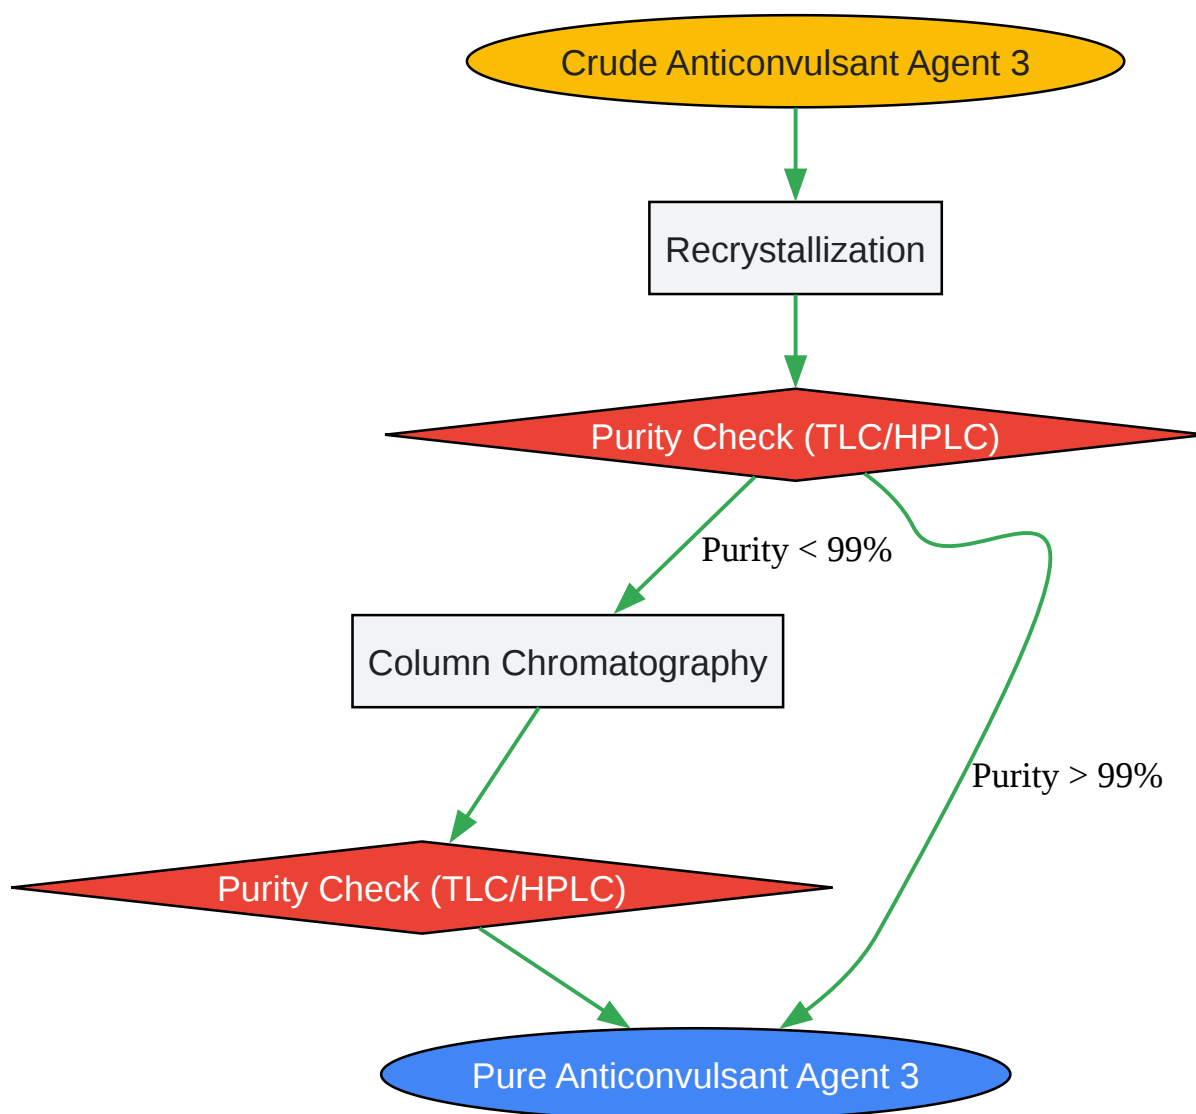 Crude Anticonvulsant Agent 3
Recrystallization
Purity Check (TLC/HPLC)
Purity < 99%
Column Chromatography
Purity > 99%
Purity Check (TLC/HPLC)
Pure Anticonvulsant Agent 3